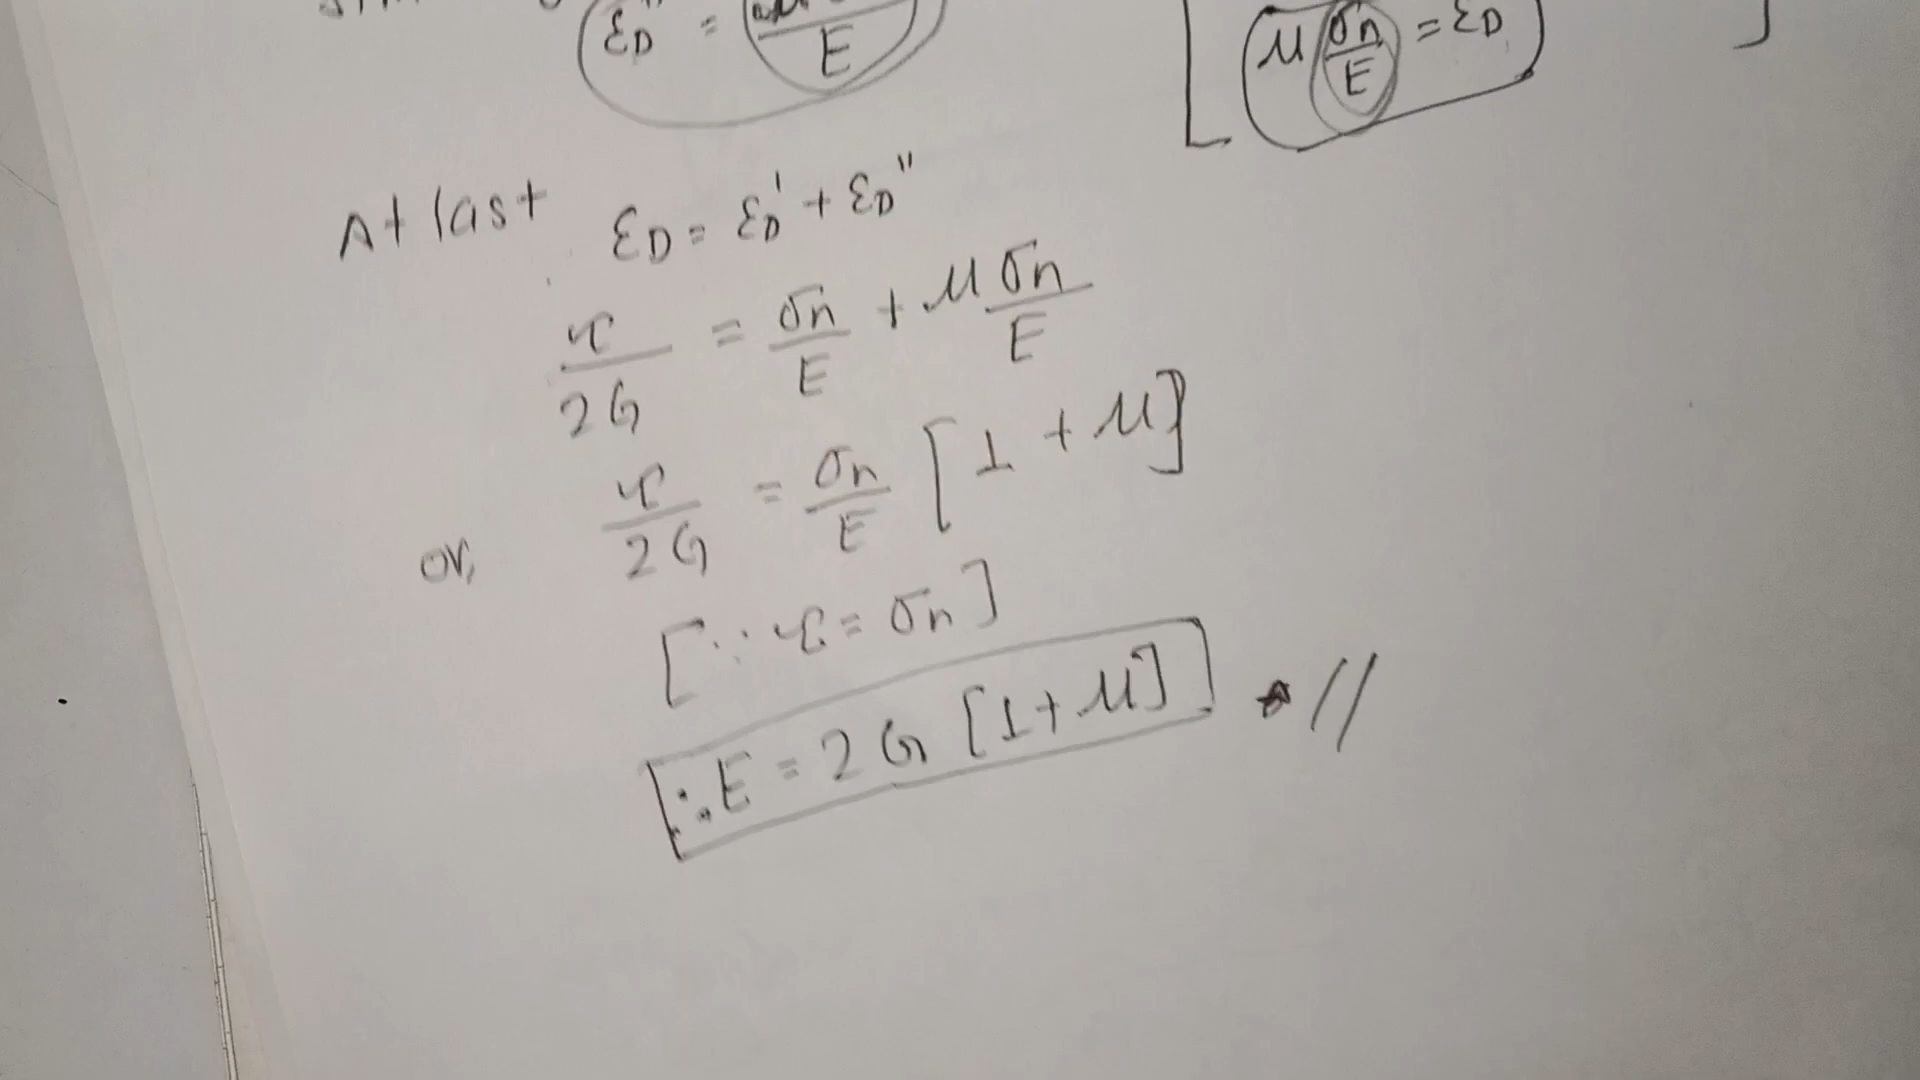 εD'' = /E
[ μ σn/E = εD ]
At last εD = εD' + εD''
τ/2G = σn/E + μ σn/E
or, τ/2G = σn/E [1 + μ]
[∵ τ = σn]
∴ E = 2G [1 + μ] //